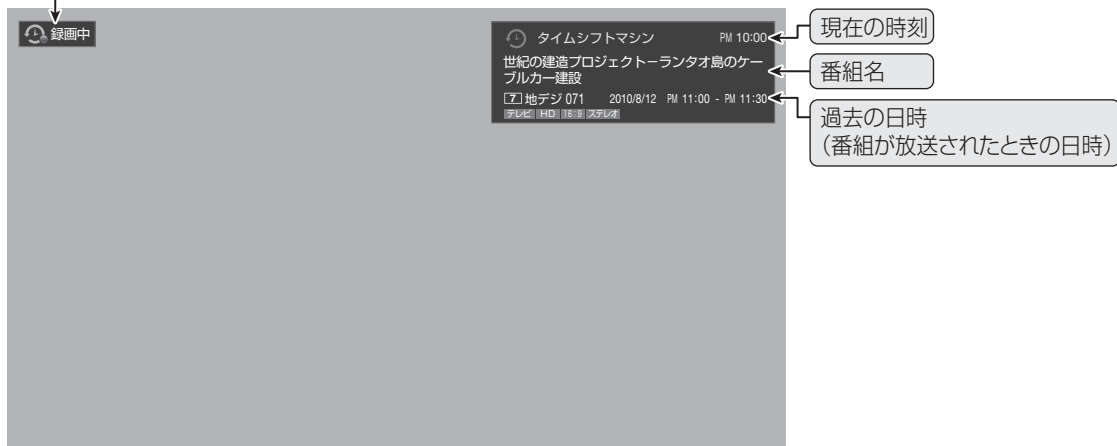 録画中
タイムシフトマシン PM 10:00
世紀の建造プロジェクトーランタオ島のケー
ブルカー建設
7 地デジ 071 2010/8/12 PM 11:00 - PM 11:30
テレビ HD 16:9 ステレオ
現在の時刻
番組名
過去の日時
（番組が放送されたときの日時）